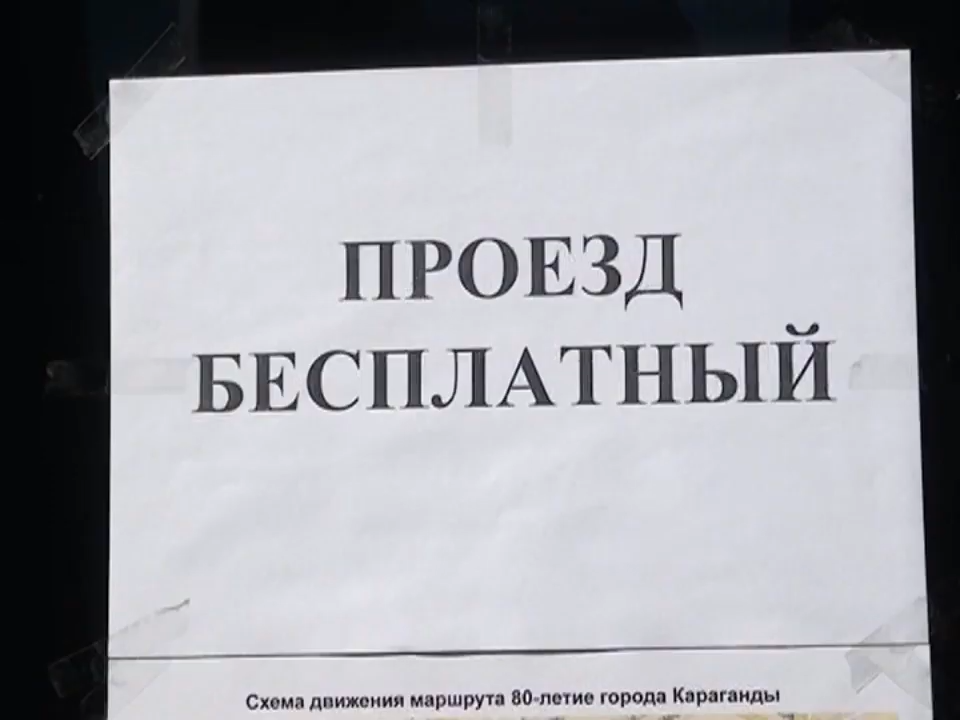 ПРОЕЗД
БЕСПЛАТНЫЙ
Схема движения маршрута 80-летие города Караганды